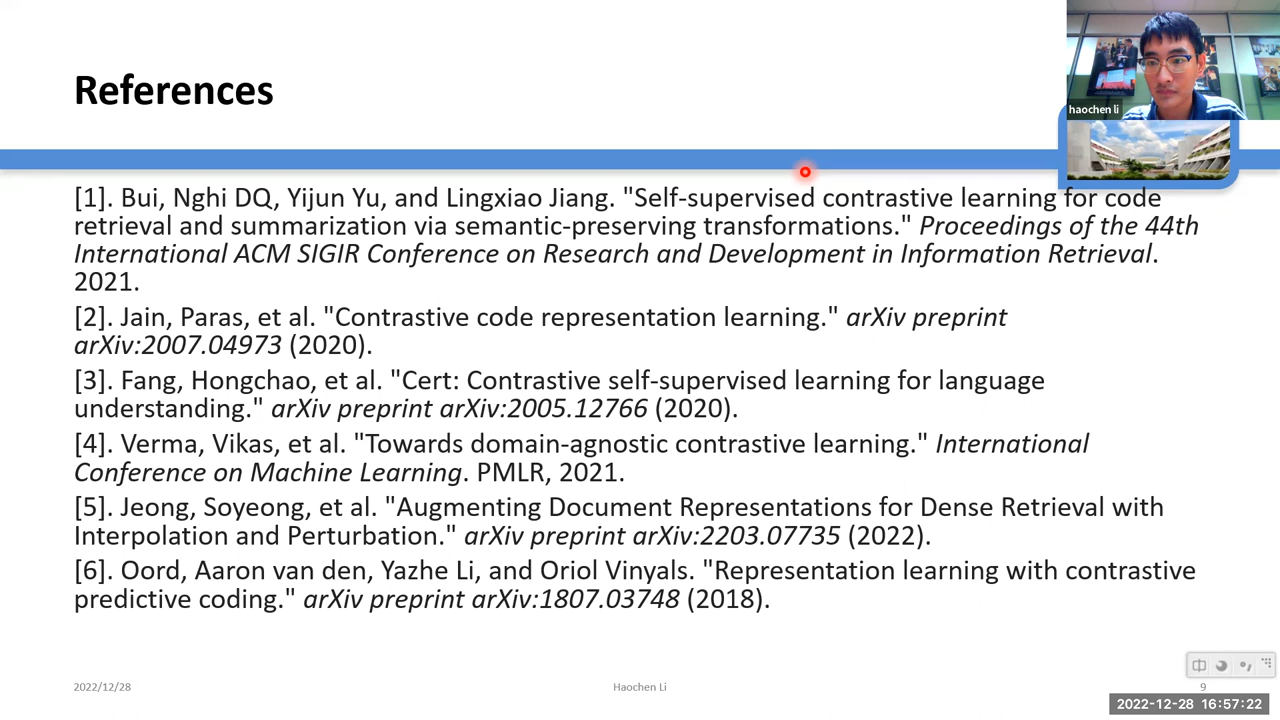 References
haochen li
[1]. Bui, Nghi DQ, Yijun Yu, and Lingxiao Jiang. "Self-supervised contrastive learning for code
retrieval and summarization via semantic-preserving transformations." Proceedings of the 44th
International ACM SIGIR Conference on Research and Development in Information Retrieval.
2021.
[2]. Jain, Paras, et al. "Contrastive code representation learning." arXiv preprint
arXiv:2007.04973 (2020).
[3]. Fang, Hongchao, et al. "Cert: Contrastive self-supervised learning for language
understanding." arXiv preprint arXiv:2005.12766 (2020).
[4]. Verma, Vikas, et al. "Towards domain-agnostic contrastive learning." International
Conference on Machine Learning. PMLR, 2021.
[5]. Jeong, Soyeong, et al. "Augmenting Document Representations for Dense Retrieval with
Interpolation and Perturbation." arXiv preprint arXiv:2203.07735 (2022).
[6]. Oord, Aaron van den, Yazhe Li, and Oriol Vinyals. "Representation learning with contrastive
predictive coding." arXiv preprint arXiv:1807.03748 (2018).
2022/12/28
Haochen Li
9
2022-12-28 16:57:22